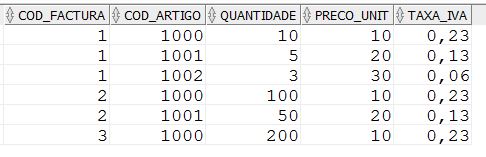 COD_FACTURA COD_ARTIGO QUANTIDADE PRECO_UNIT TAXA_IVA
1 1000 10 10 0,23
1 1001 5 20 0,13
1 1002 3 30 0,06
2 1000 100 10 0,23
2 1001 50 20 0,13
3 1000 200 10 0,23